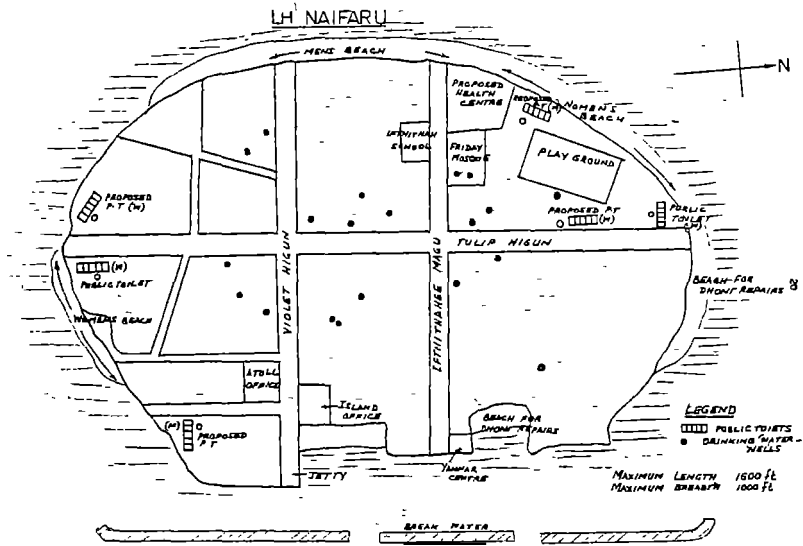 LH' NAIFARU
MENS BEACH
N
PROPOSED
HEALTH
CENTRE
PROPOSED
P.T (M)
WOMENS
BEACH
SCHOOL
FRIDAY
MOSQUE
PLAY GROUND
PROPOSED
P.T (W)
PROPOSED P.T
(W)
PUBLIC
TOILET
TULIP HIGUN
VIOLET HIGUN
MAGU
(W)
PUBLIC TOILET
WOMENS BEACH
BEACH FOR
DHONI REPAIRS
ATOLL
OFFICE
ISLAND
OFFICE
BEACH FOR
DHONI REPAIRS
(M)
PROPOSED
P.T
JETTY
YANMAR
CENTRE
LEGEND
PUBLIC TOIETS
DRINKING WATER-
WELLS
MAXIMUM LENGTH 1600 ft
MAXIMUM BREADTH 1000 ft
BREAK WATER